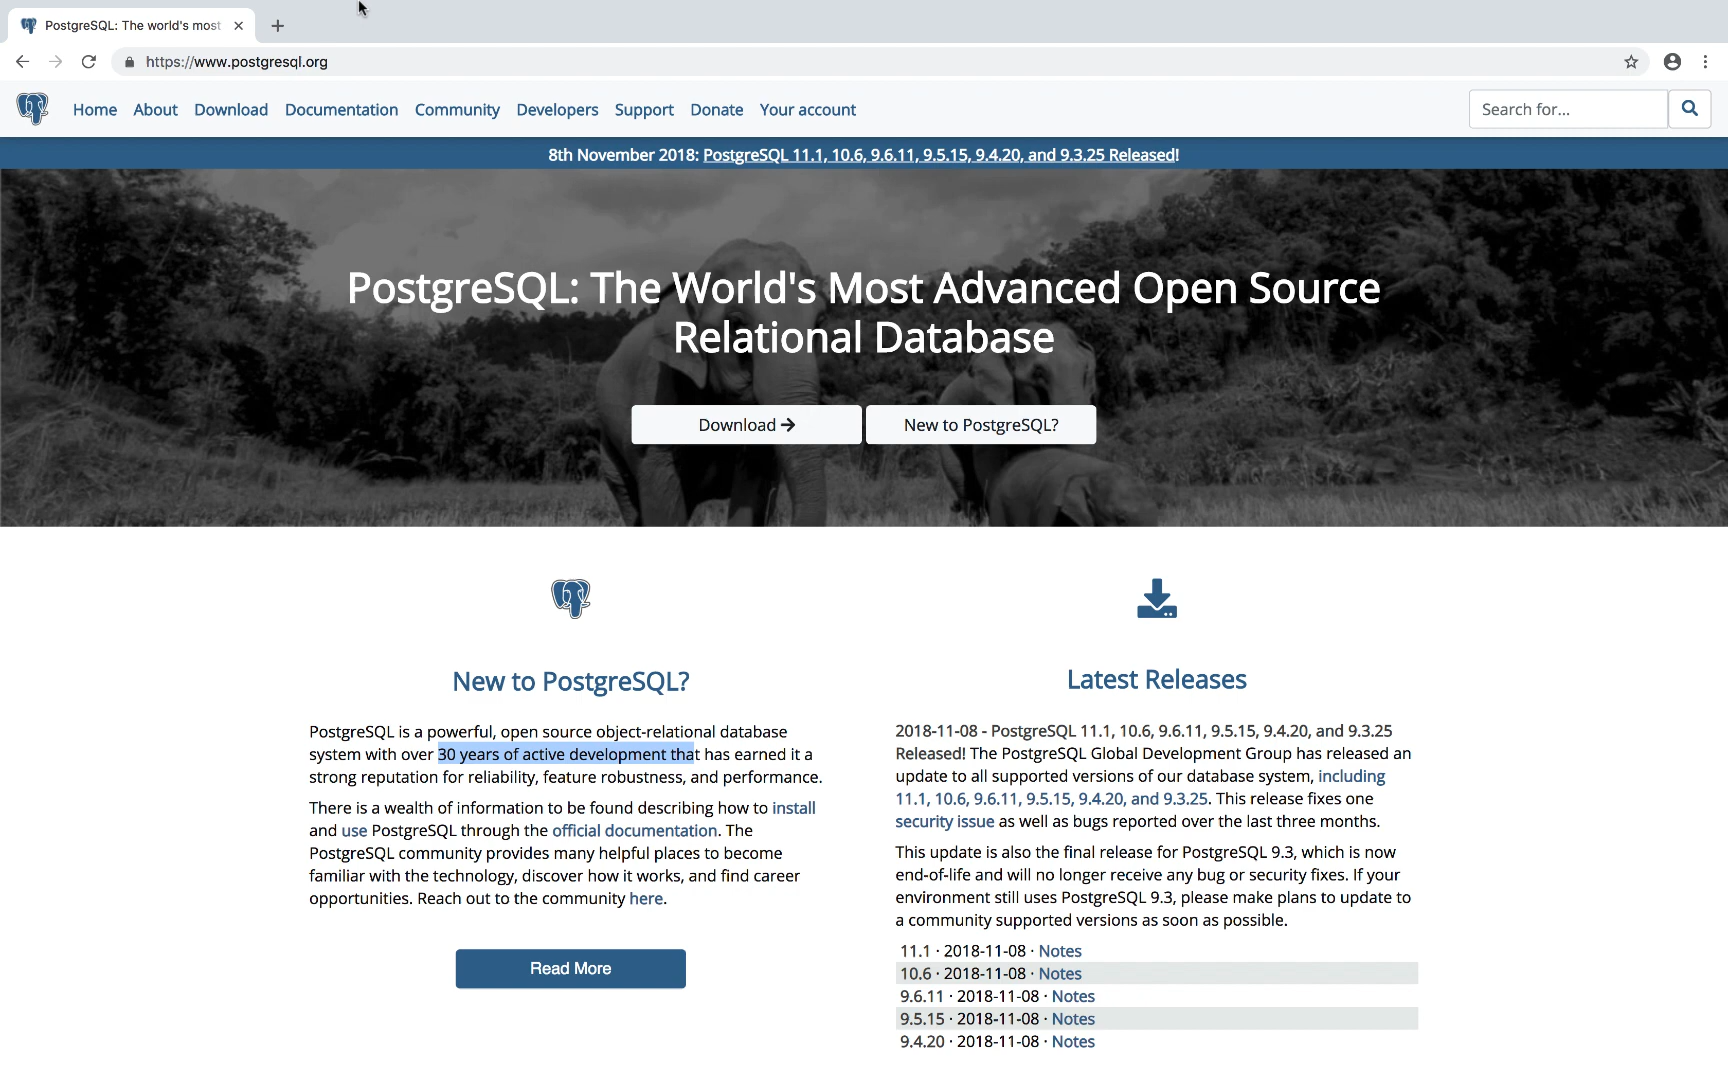 PostgreSQL: The world's most
https://www.postgresql.org
Home About Download Documentation Community Developers Support Donate Your account
Search for...
8th November 2018: PostgreSQL 11.1, 10.6, 9.6.11, 9.5.15, 9.4.20, and 9.3.25 Released!
PostgreSQL: The World's Most Advanced Open Source
Relational Database
Download
New to PostgreSQL?
New to PostgreSQL?
PostgreSQL is a powerful, open source object-relational database
system with over 30 years of active development that has earned it a
strong reputation for reliability, feature robustness, and performance.
There is a wealth of information to be found describing how to install
and use PostgreSQL through the official documentation. The
PostgreSQL community provides many helpful places to become
familiar with the technology, discover how it works, and find career
opportunities. Reach out to the community here.
Read More
Latest Releases
2018-11-08 - PostgreSQL 11.1, 10.6, 9.6.11, 9.5.15, 9.4.20, and 9.3.25
Released! The PostgreSQL Global Development Group has released an
update to all supported versions of our database system, including
11.1, 10.6, 9.6.11, 9.5.15, 9.4.20, and 9.3.25. This release fixes one
security issue as well as bugs reported over the last three months.
This update is also the final release for PostgreSQL 9.3, which is now
end-of-life and will no longer receive any bug or security fixes. If your
environment still uses PostgreSQL 9.3, please make plans to update to
a community supported versions as soon as possible.
11.1 · 2018-11-08 · Notes
10.6 · 2018-11-08 · Notes
9.6.11 · 2018-11-08 · Notes
9.5.15 · 2018-11-08 · Notes
9.4.20 · 2018-11-08 · Notes